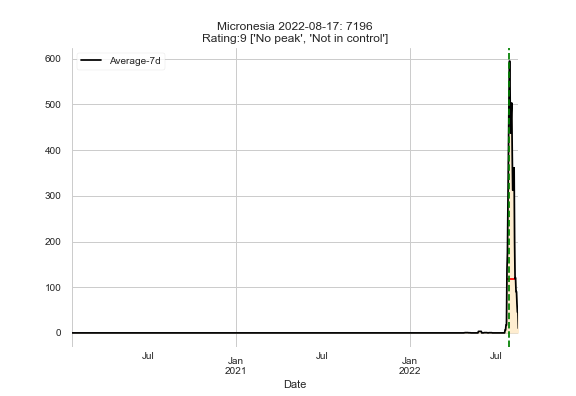 Micronesia 2022-08-17: 7196
Rating:9 ['No peak', 'Not in control']
Average-7d
600
500
400
300
200
100
0
Jul
Jan
2021
Jul
Jan
2022
Jul
Date